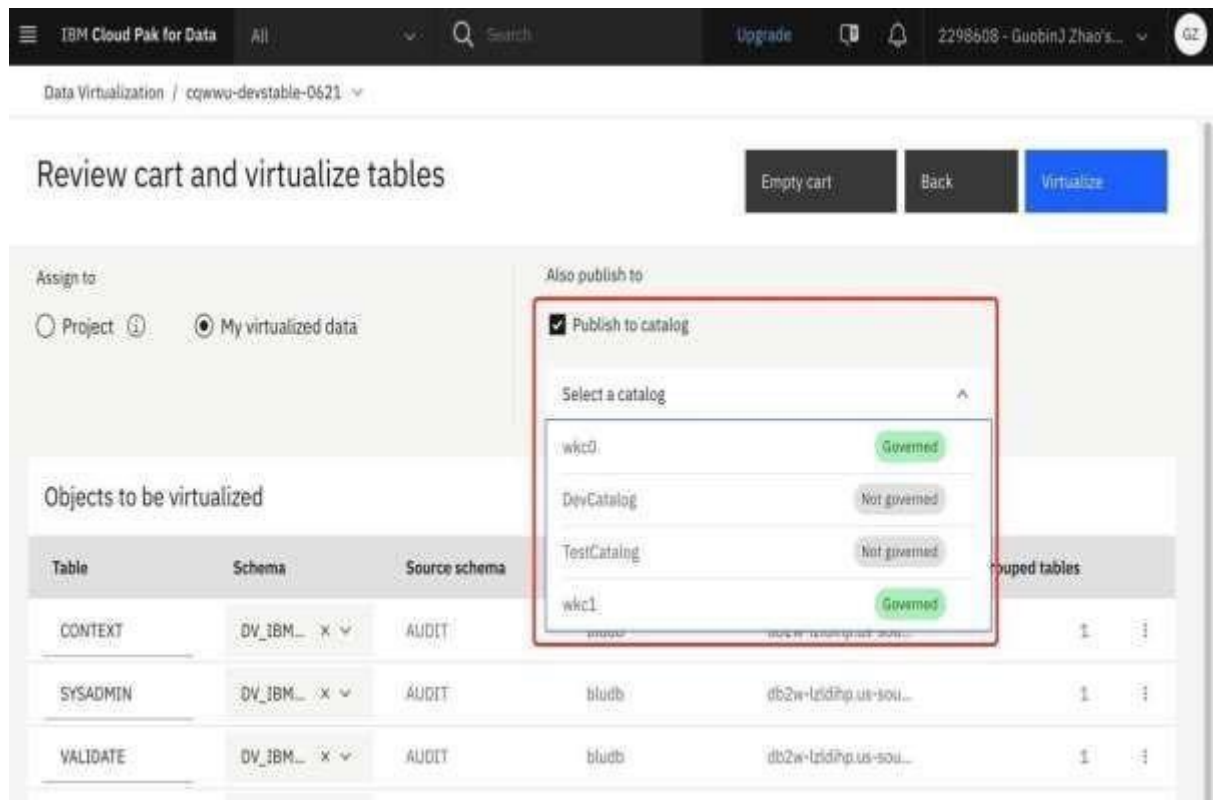 IBM Cloud Pak for Data All Search Upgrade 2298608 - GuobinJ Zhao's... GZ
Data Virtualization / cqwwu-devstable-0621
Review cart and virtualize tables
Empty cart Back Virtualize
Assign to
Also publish to
Project My virtualized data
Publish to catalog
Select a catalog
wkc0 Governed
DevCatalog Not governed
TestCatalog Not governed
wkc1 Governed
Objects to be virtualized
Table Schema Source schema tables
CONTEXT DV_IBM... AUDIT 1
SYSADMIN DV_IBM... AUDIT bludb db2w-lzldihp.us-sou... 1
VALIDATE DV_IBM... AUDIT bludb db2w-lzldihp.us-sou... 1